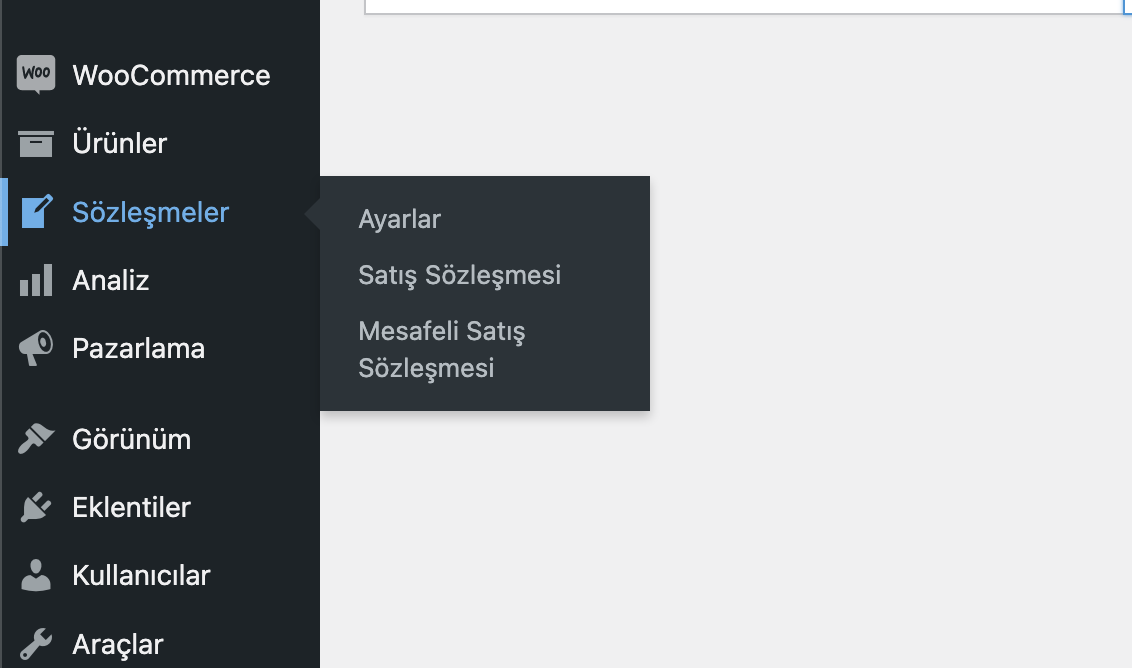 Woo
WooCommerce
Ürünler
Sözleşmeler
Ayarlar
Satış Sözleşmesi
Mesafeli Satış
Sözleşmesi
Analiz
Pazarlama
Görünüm
Eklentiler
Kullanıcılar
Araçlar